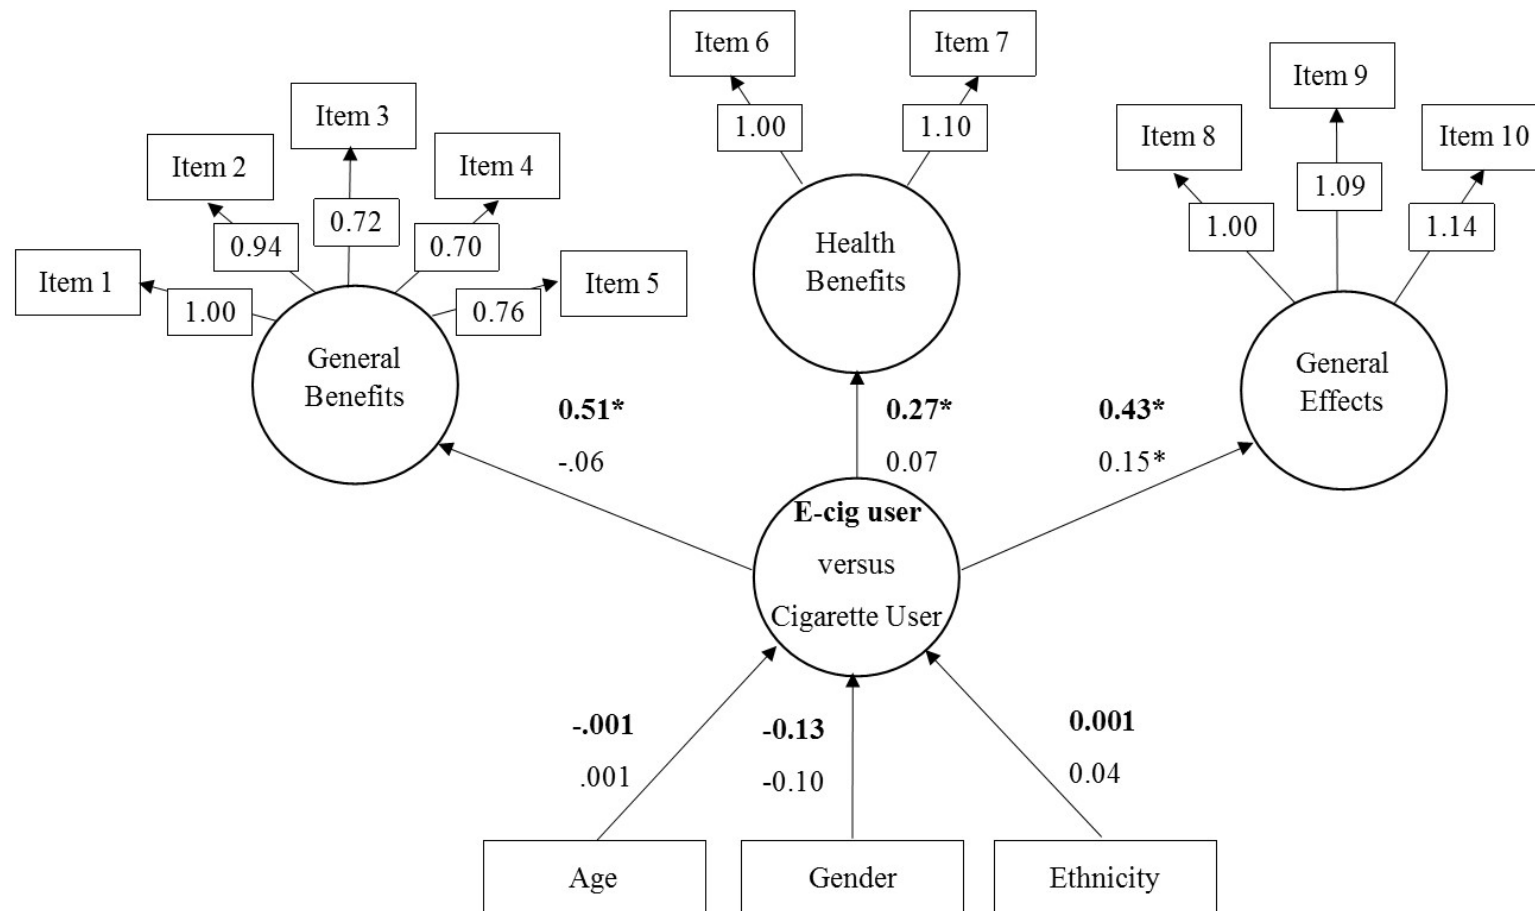 Item 6
Item 7
Item 9
Item 3
Item 8
Item 10
Item 2
Item 4
1.00
1.10
1.09
0.72
0.94
0.70
1.00
1.14
Item 1
Item 5
1.00
0.76
Health
Benefits
General
Benefits
General
Effects
0.51*
-.06
0.27*
0.07
0.43*
0.15*
E-cig user
versus
Cigarette User
-.001
.001
-0.13
-0.10
0.001
0.04
Age
Gender
Ethnicity